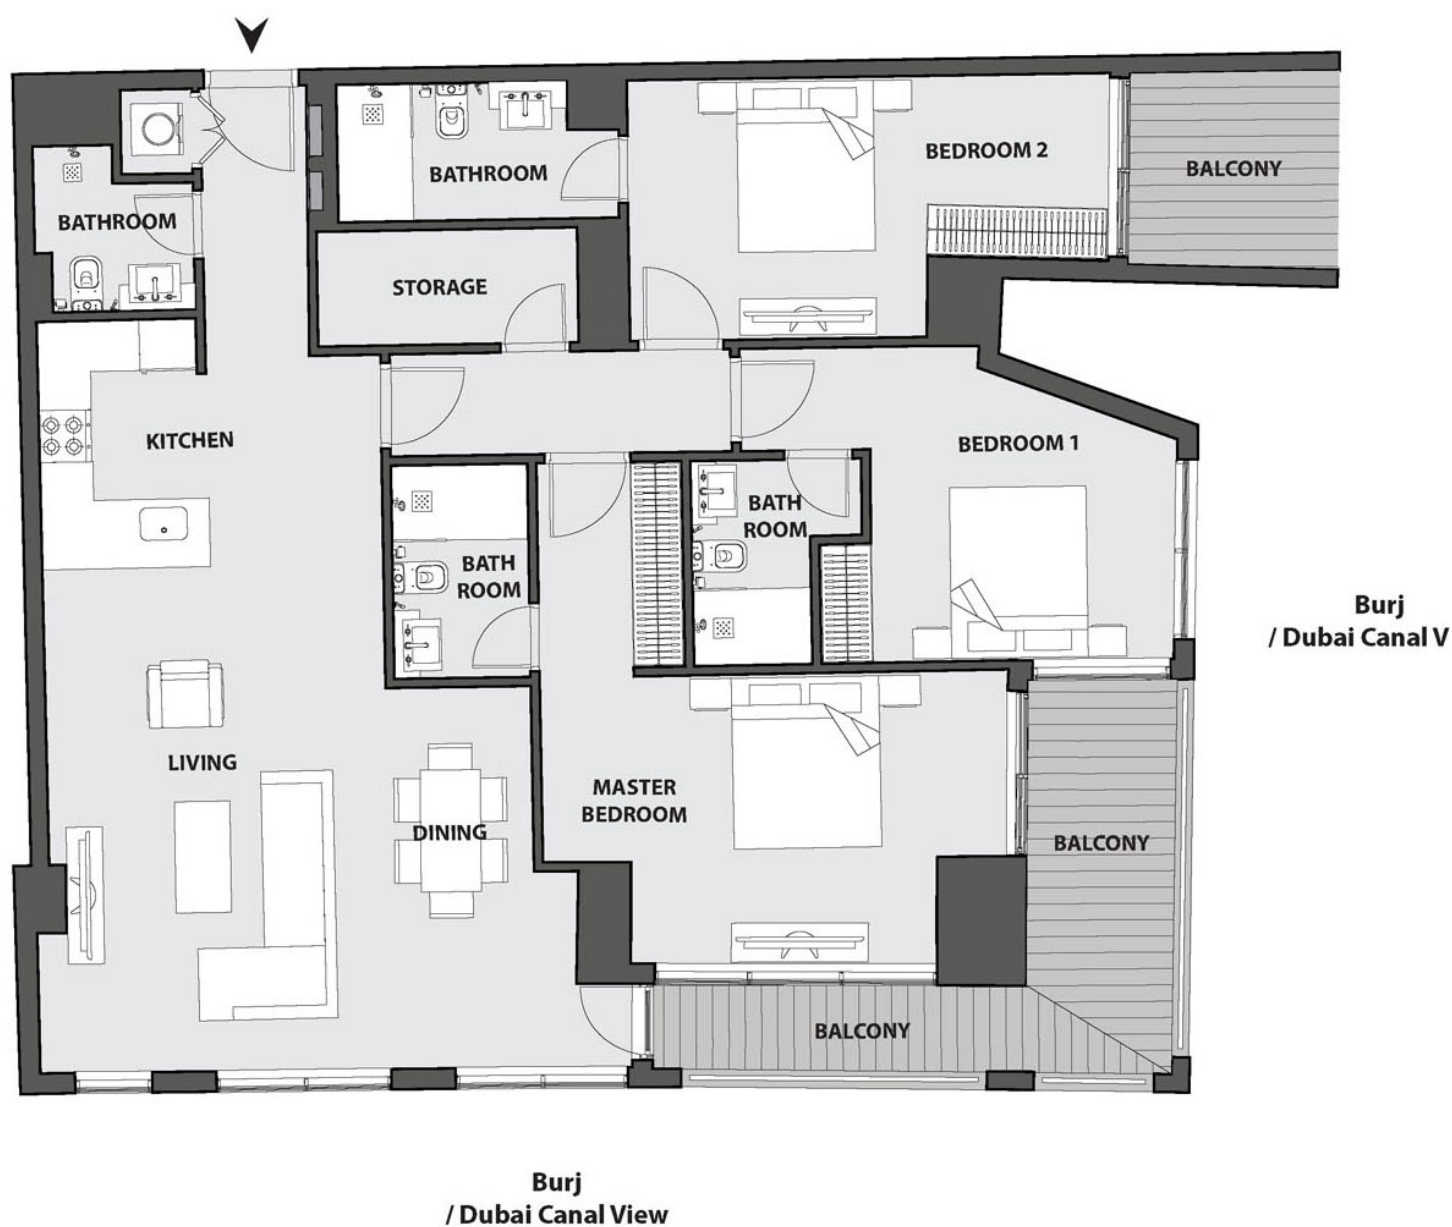 BATHROOM
BEDROOM 2
BALCONY
BATHROOM
STORAGE
KITCHEN
BEDROOM 1
BATH
ROOM
BATH
ROOM
Burj
/ Dubai Canal V
LIVING
MASTER
BEDROOM
DINING
BALCONY
BALCONY
Burj
/ Dubai Canal View